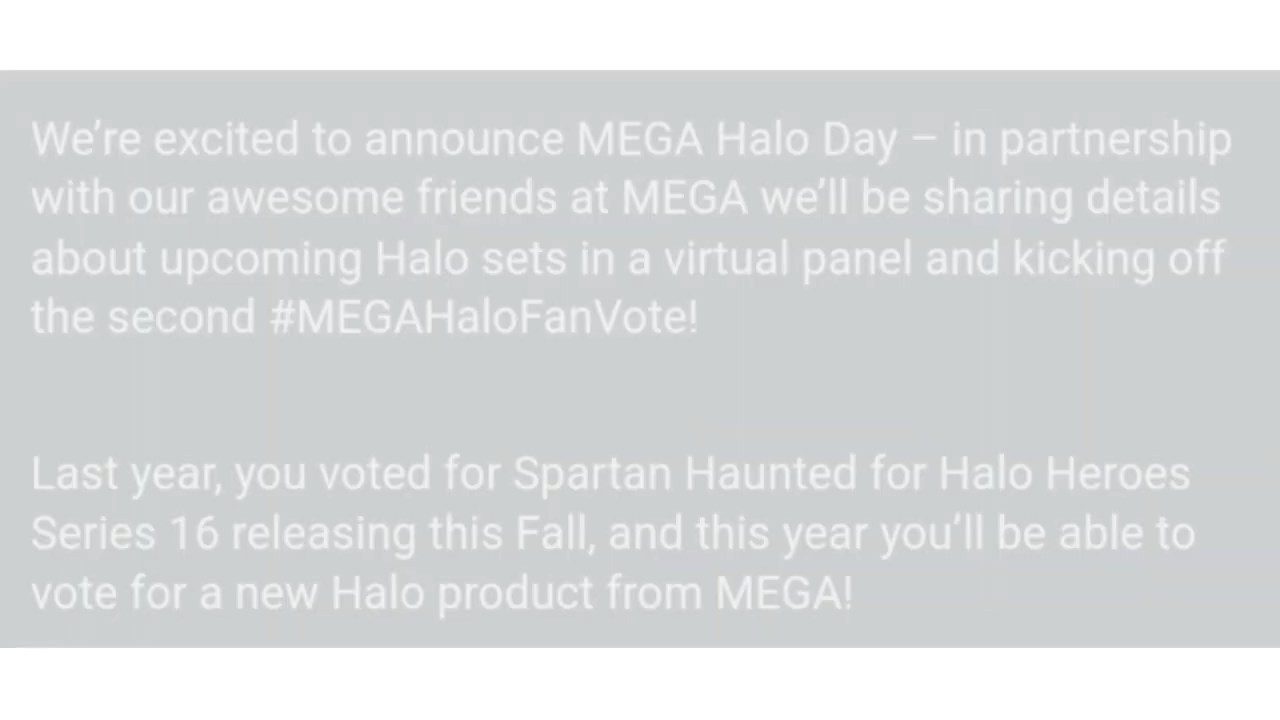 We’re excited to announce MEGA Halo Day – in partnership
with our awesome friends at MEGA we’ll be sharing details
about upcoming Halo sets in a virtual panel and kicking off
the second #MEGAHaloFanVote!
Last year, you voted for Spartan Haunted for Halo Heroes
Series 16 releasing this Fall, and this year you’ll be able to
vote for a new Halo product from MEGA!